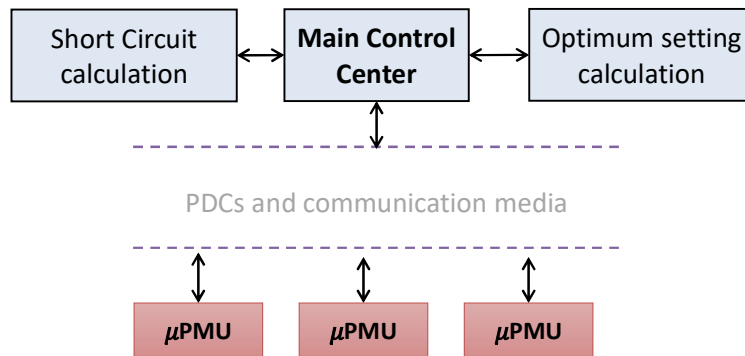 Short Circuit
calculation
Main Control
Center
Optimum setting
calculation
PDCs and communication media
𝝁PMU
𝝁PMU
𝝁PMU